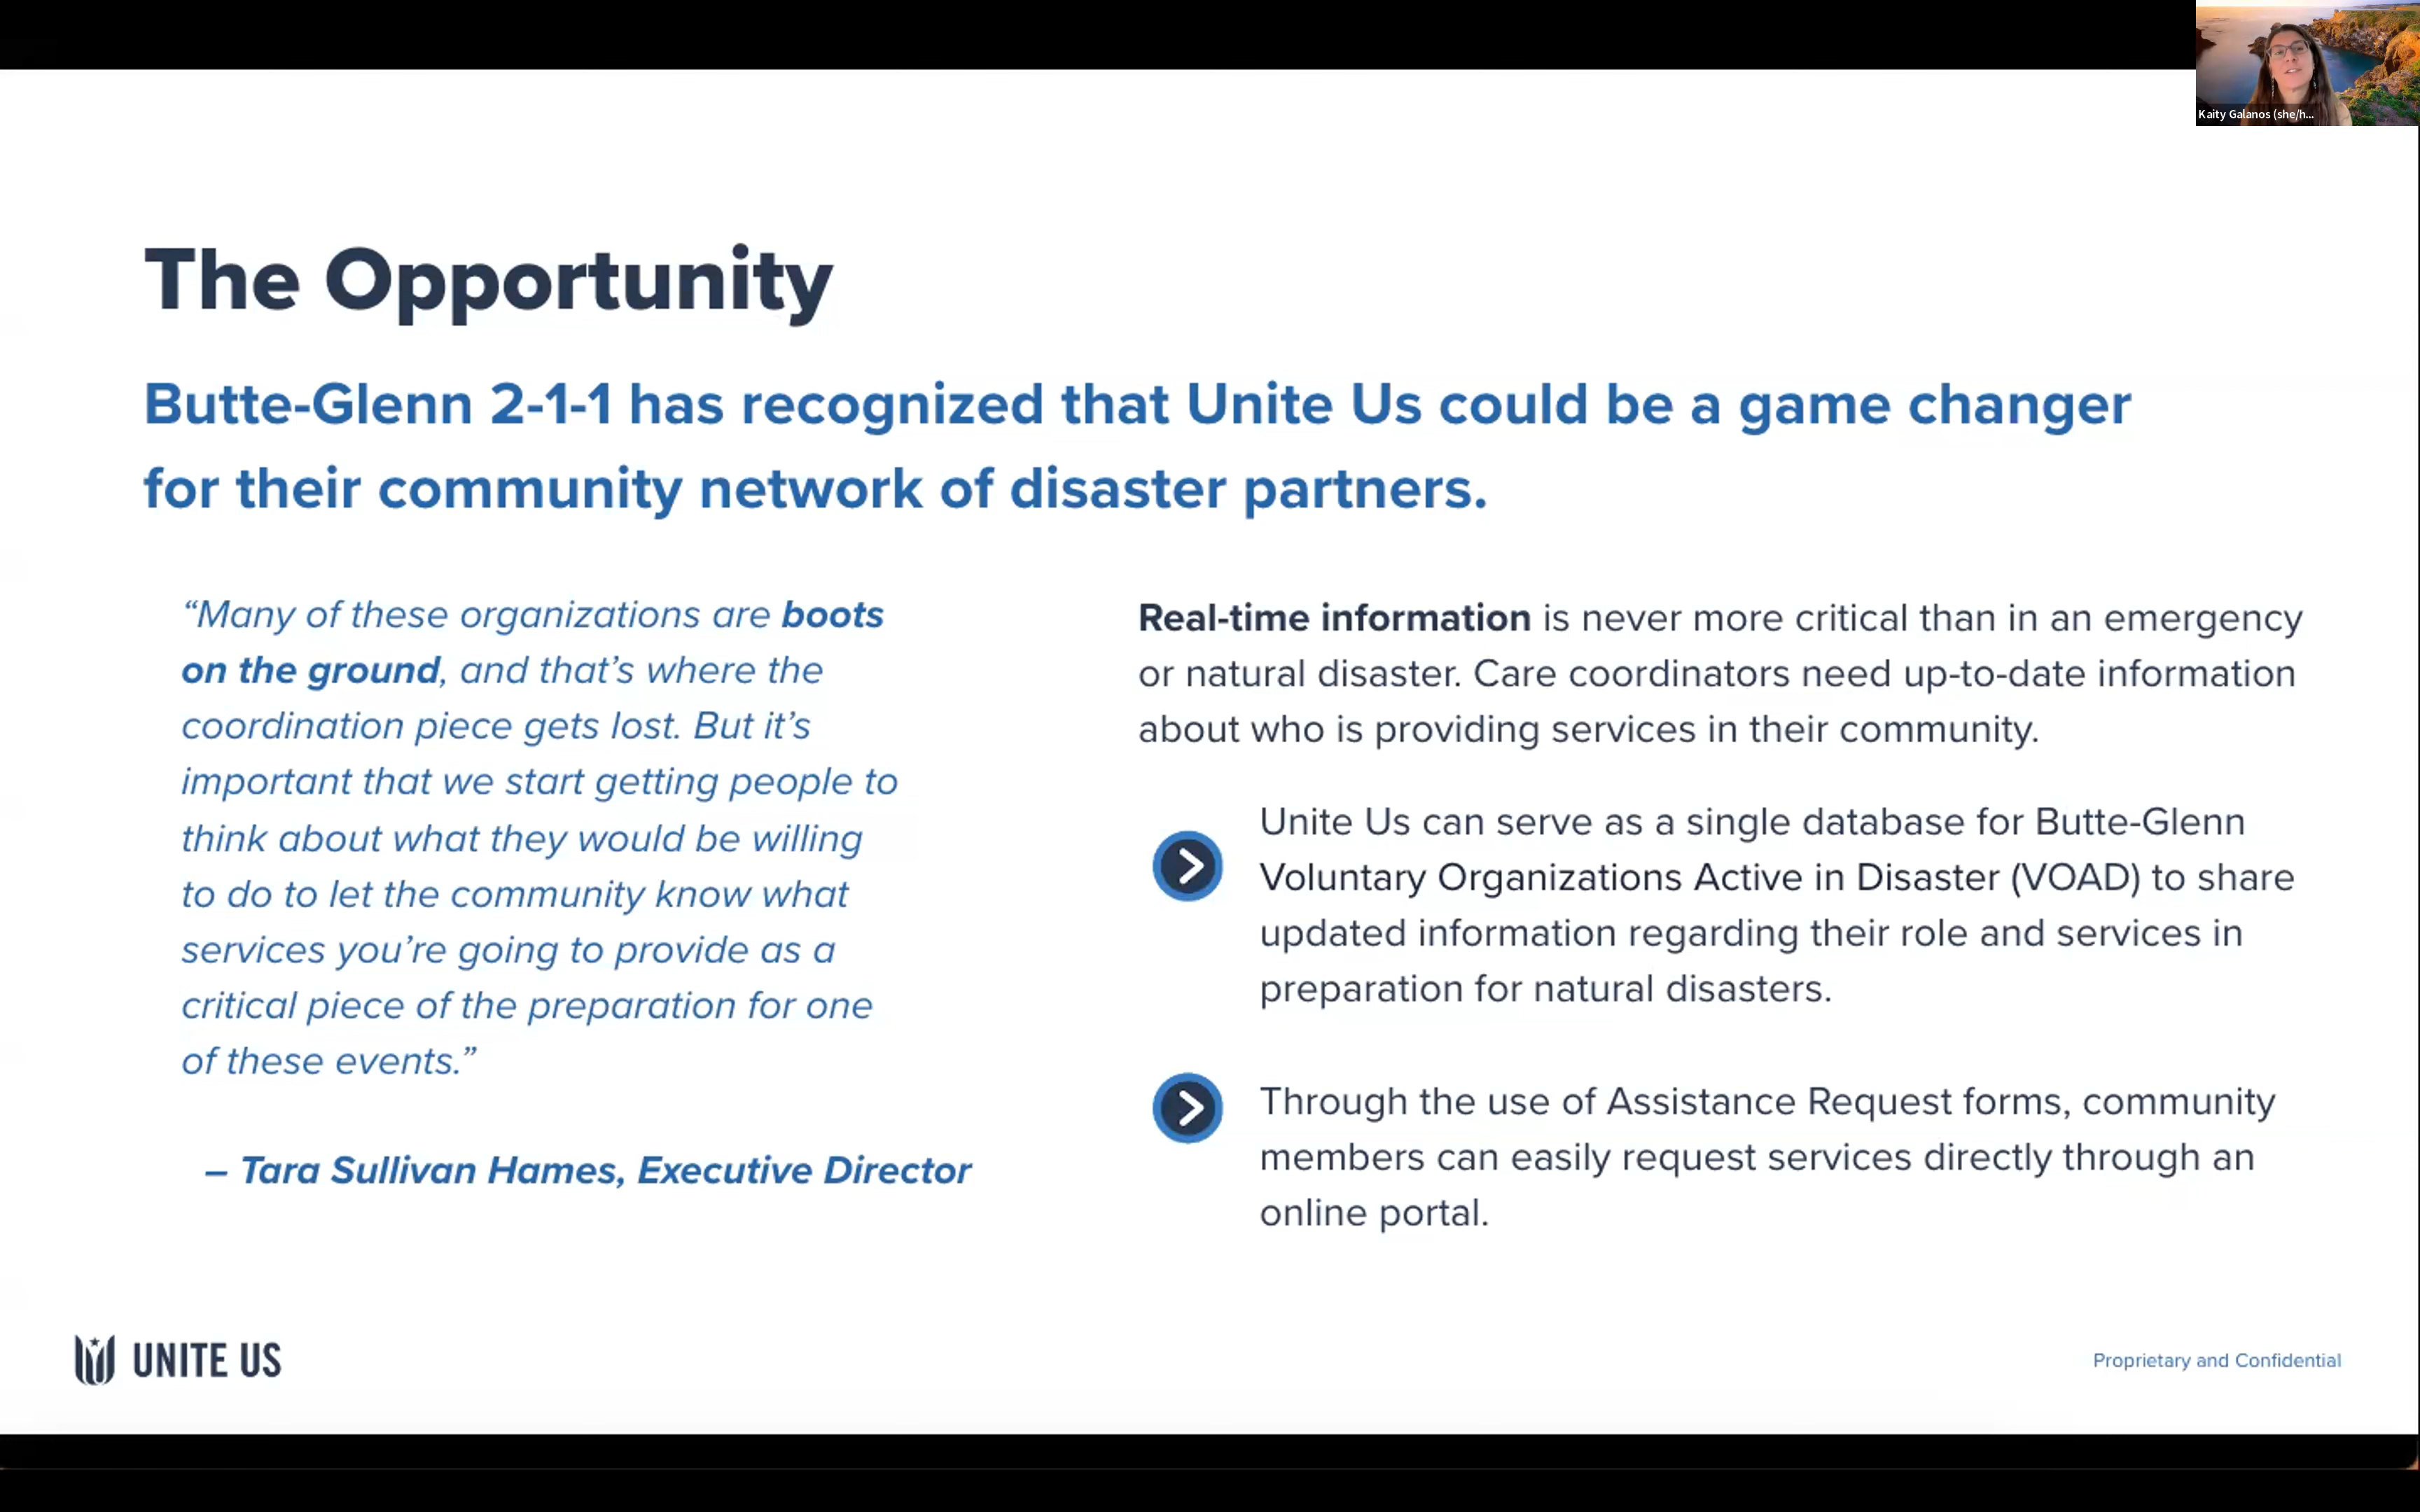 Kaity Galanos (she/h...
The Opportunity
Butte-Glenn 2-1-1 has recognized that Unite Us could be a game changer
for their community network of disaster partners.
“Many of these organizations are boots
on the ground, and that’s where the
coordination piece gets lost. But it’s
important that we start getting people to
think about what they would be willing
to do to let the community know what
services you’re going to provide as a
critical piece of the preparation for one
of these events.”
– Tara Sullivan Hames, Executive Director
Real-time information is never more critical than in an emergency
or natural disaster. Care coordinators need up-to-date information
about who is providing services in their community.
Unite Us can serve as a single database for Butte-Glenn
Voluntary Organizations Active in Disaster (VOAD) to share
updated information regarding their role and services in
preparation for natural disasters.
Through the use of Assistance Request forms, community
members can easily request services directly through an
online portal.
UNITE US
Proprietary and Confidential